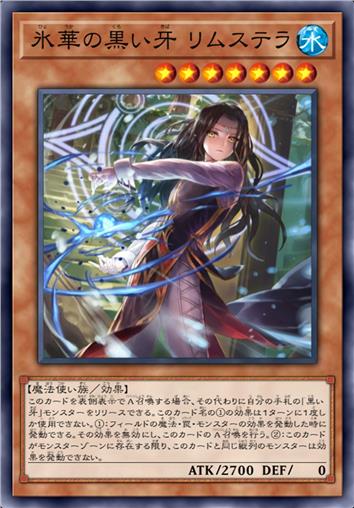 氷華の黒い牙 リムステラ
水
【魔法使い族/効果】
このカードを表側表示でA召喚する場合、その代わりに自分の手札の「黒い
牙」モンスターをリリースできる。このカード名の①の効果は1ターンに1度し
か使用できない。①:フィールドの魔法・罠・モンスターの効果が発動した時に
発動できる。その効果を無効にし、このカードのA召喚を行う。②:このカード
がモンスターゾーンに存在する限り、このカードと同じ縦列のモンスターは効
果を発動できない。
ATK/2700 DEF/ 0